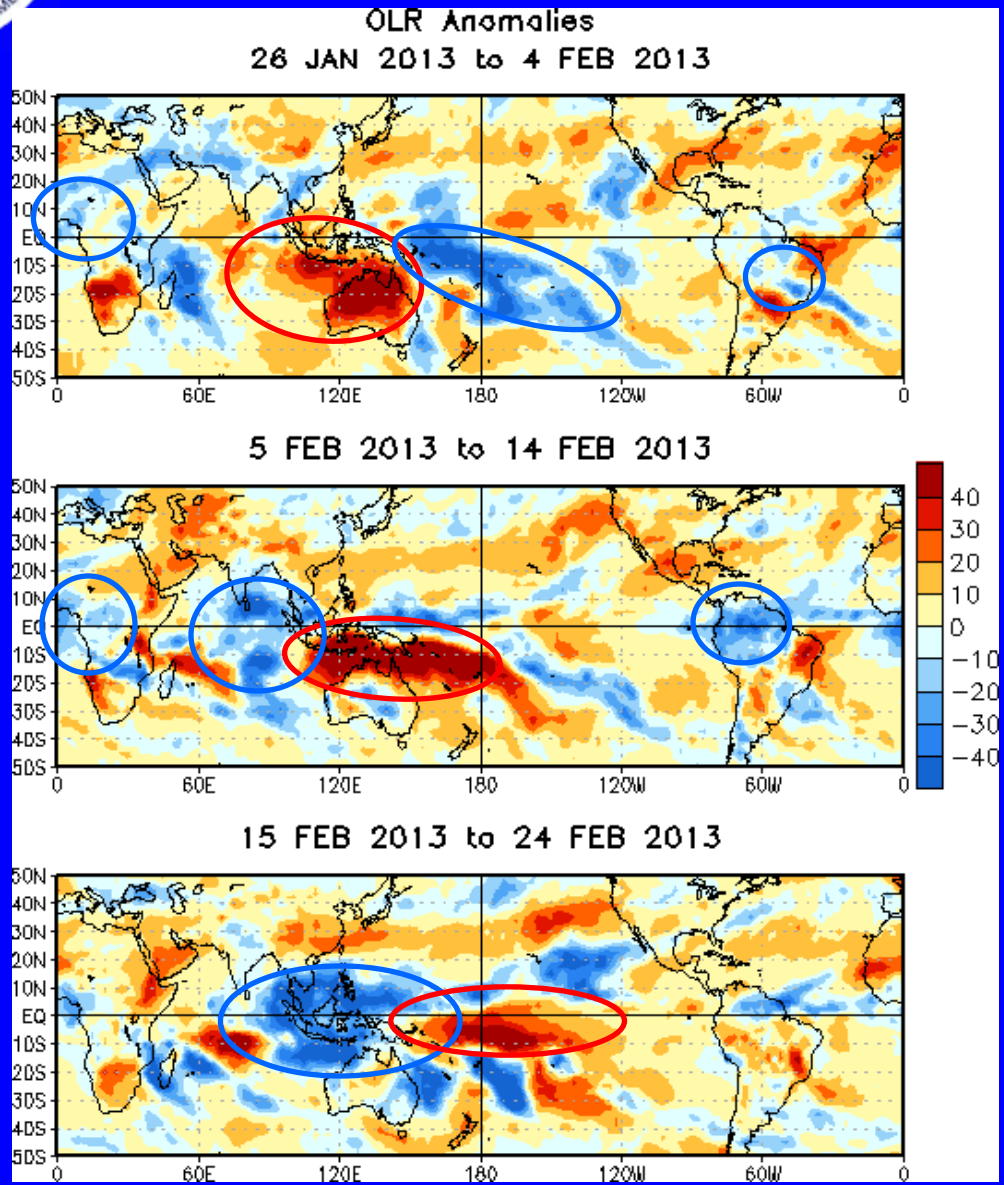 OLR Anomalies
26 JAN 2013 to 4 FEB 2013
50N
40N
30N
20N
10N
EQ
10S
20S
30S
40S
50S
0 60E 120E 180 120W 60W 0
5 FEB 2013 to 14 FEB 2013
50N
40N
30N
20N
10N
EQ
10S
20S
30S
40S
50S
0 60E 120E 180 120W 60W 0
40
30
20
10
0
−10
−20
−30
−40
15 FEB 2013 to 24 FEB 2013
50N
40N
30N
20N
10N
EQ
10S
20S
30S
40S
50S
0 60E 120E 180 120W 60W 0